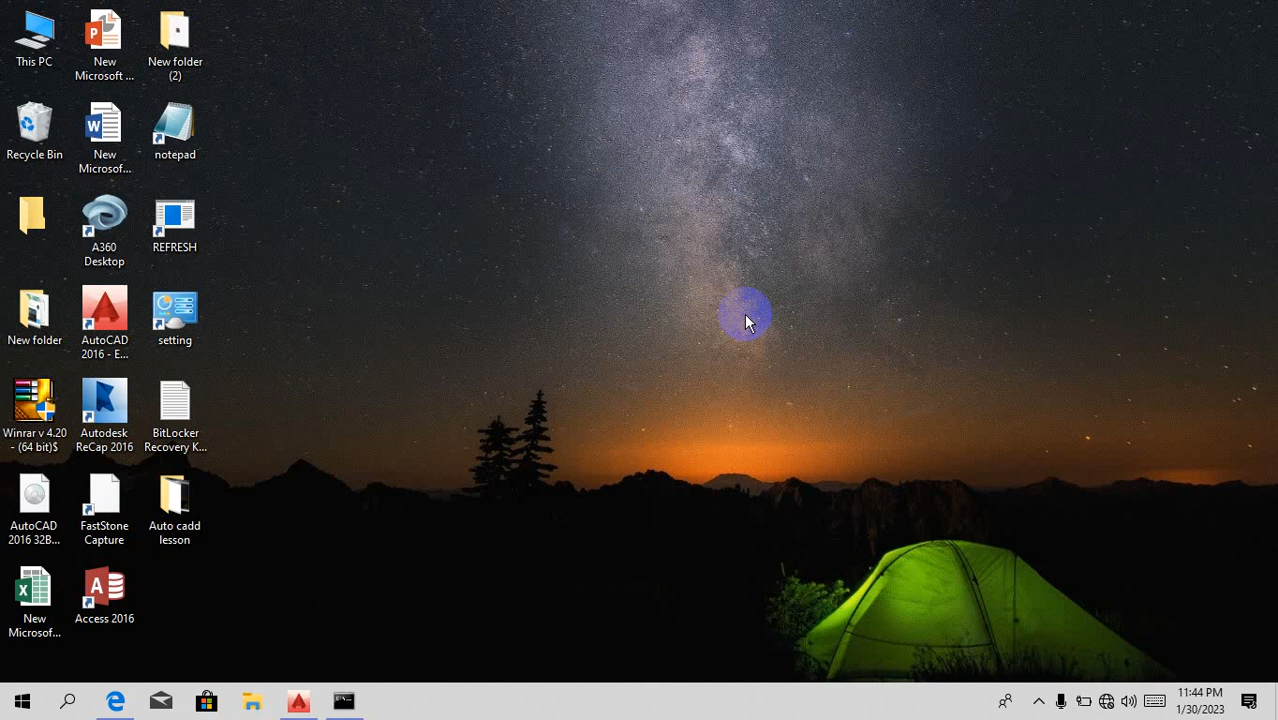 This PC
New
Microsoft ...
New folder
(2)
Recycle Bin
New
Microsof...
notepad
A360
Desktop
REFRESH
New folder
AutoCAD
2016 - E...
setting
Winrar v 4.20
- (64 bit)$
Autodesk
ReCap 2016
BitLocker
Recovery K...
AutoCAD
2016 32B...
FastStone
Capture
Auto cadd
lesson
New
Microsof...
Access 2016
11:44 PM
1/30/2023